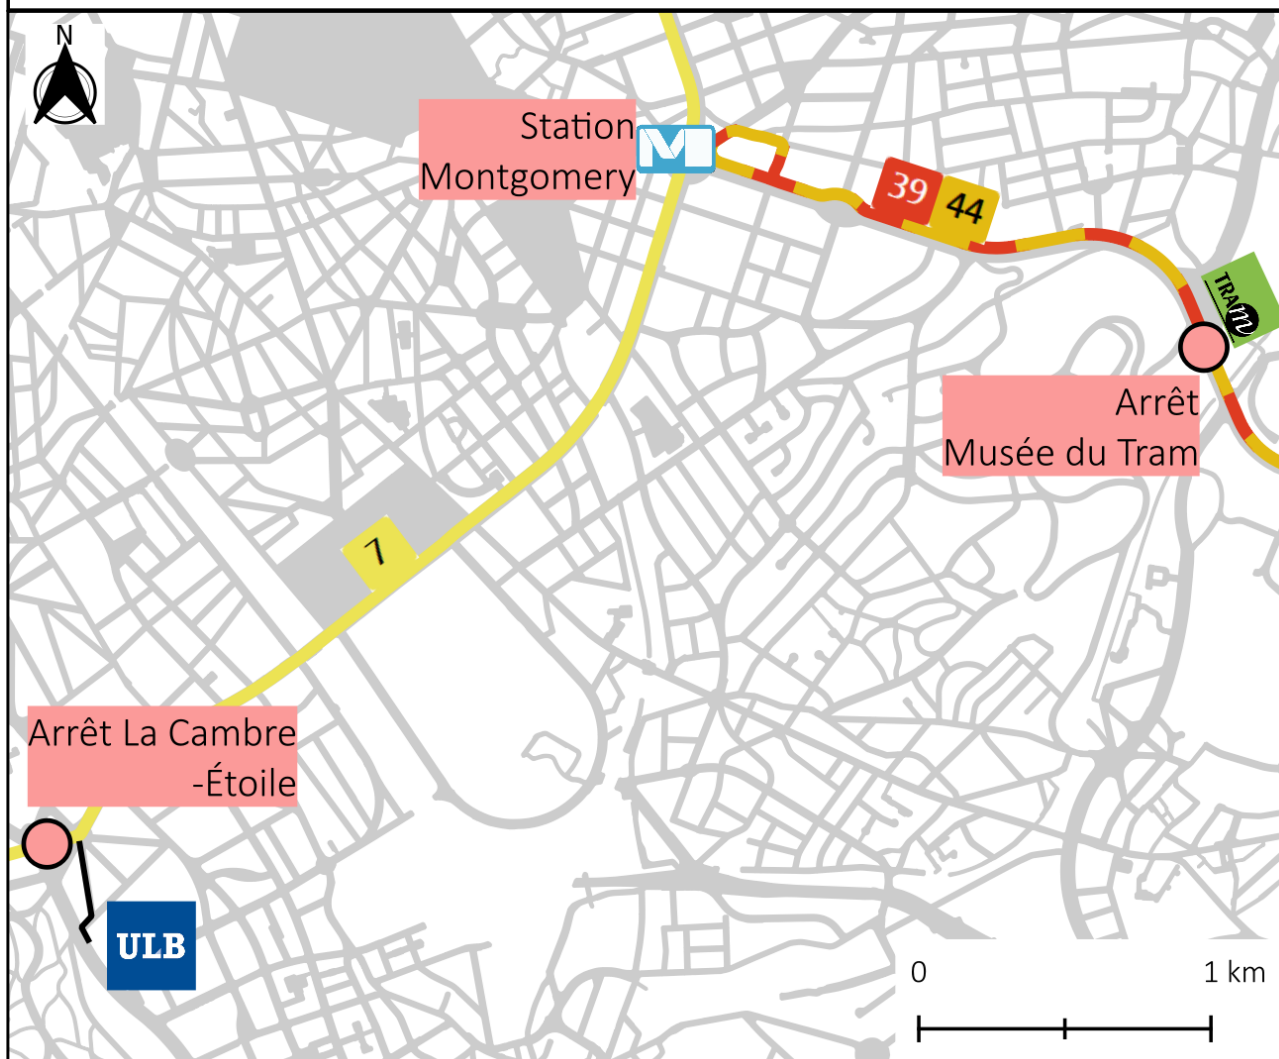 N
Station
Montgomery
39
44
TRAM
Arrêt
Musée du Tram
7
Arrêt La Cambre
-Étoile
ULB
0
1 km